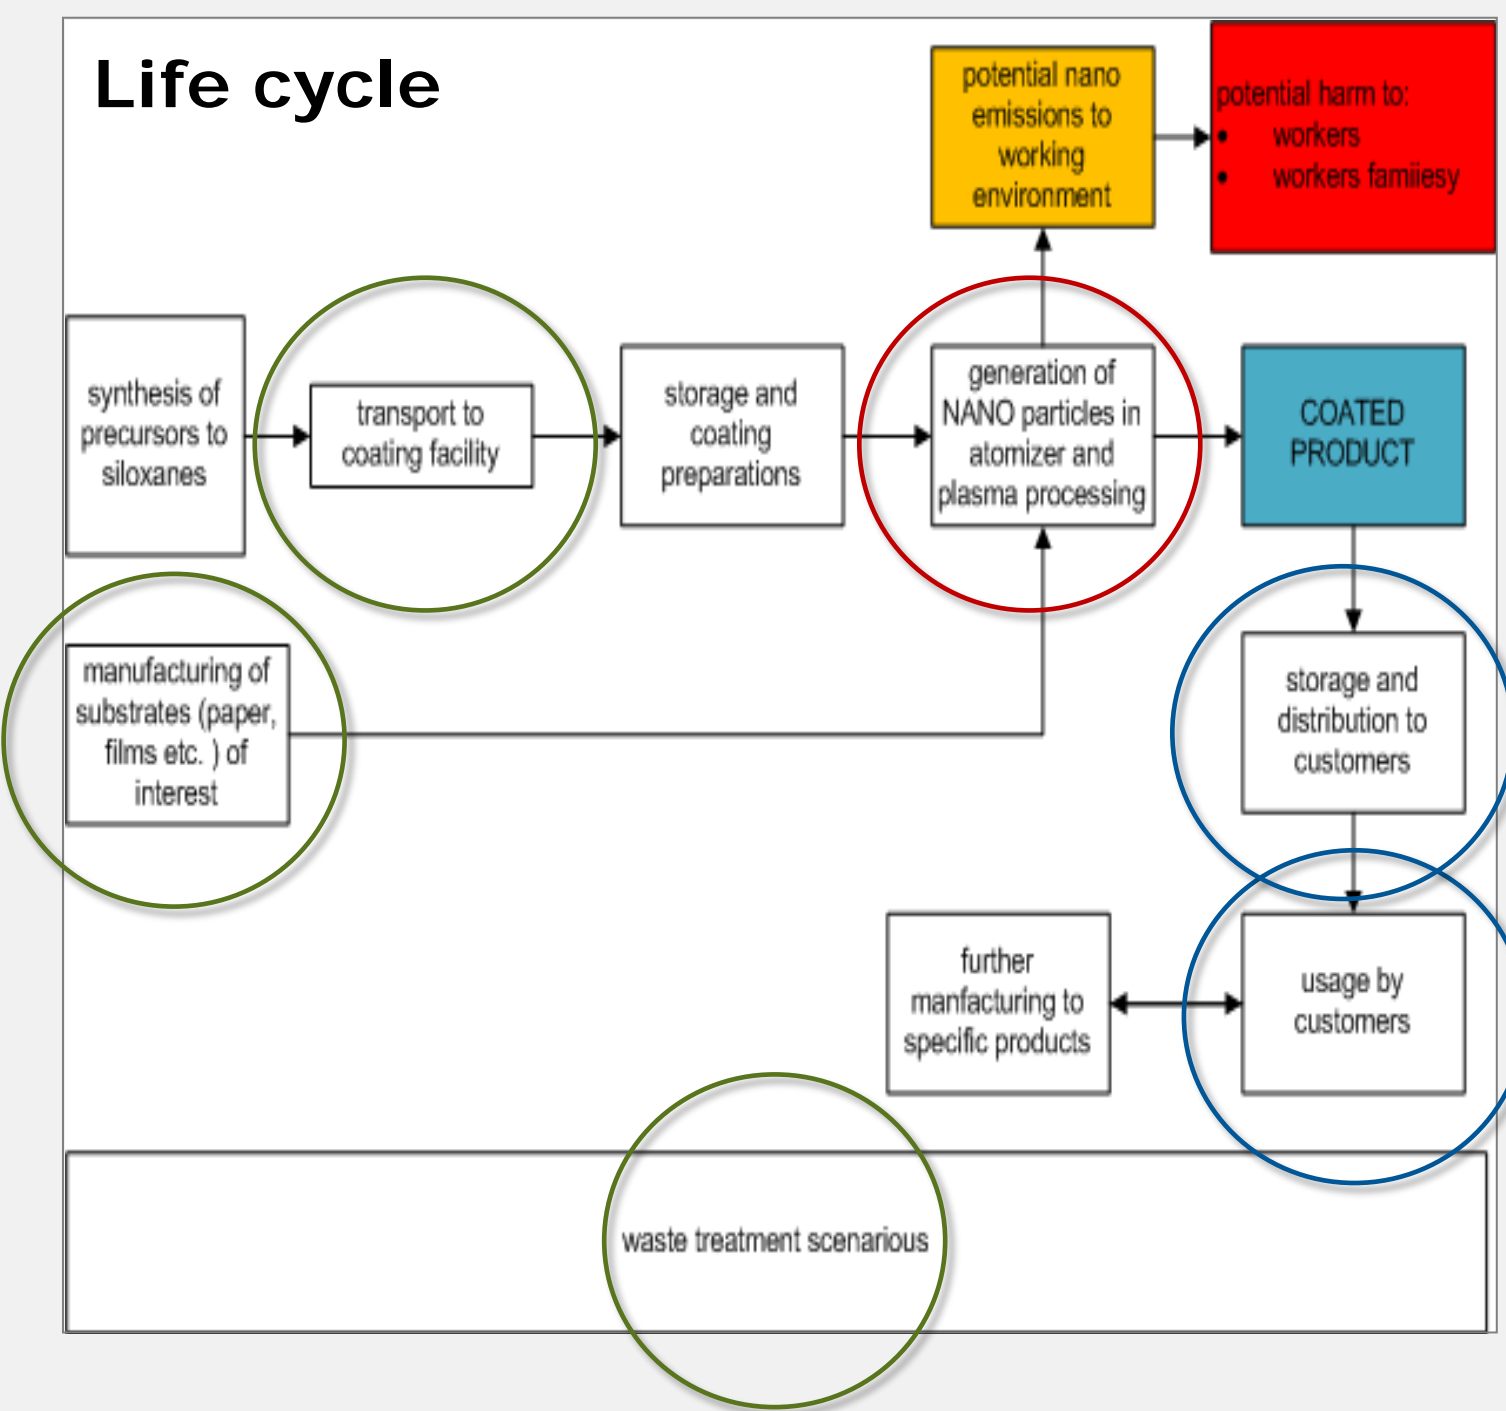 Life cycle
potential nano
emissions to
working
environment
potential harm to:
• workers
• workers famiiesy
synthesis of
precursors to
siloxanes
transport to
coating facility
storage and
coating
preparations
generation of
NANO particles in
atomizer and
plasma processing
COATED
PRODUCT
manufacturing of
substrates (paper,
films etc. ) of
interest
storage and
distribution to
customers
further
manfacturing to
specific products
usage by
customers
waste treatment scenarious